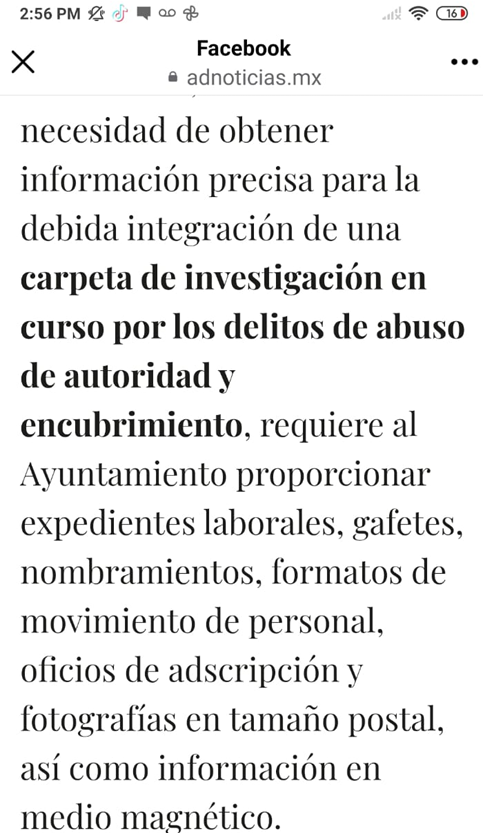 2:56 PM
16
Facebook
adnoticias.mx
necesidad de obtener
información precisa para la
debida integración de una
carpeta de investigación en
curso por los delitos de abuso
de autoridad y
encubrimiento, requiere al
Ayuntamiento proporcionar
expedientes laborales, gafetes,
nombramientos, formatos de
movimiento de personal,
oficios de adscripción y
fotografías en tamaño postal,
así como información en
medio magnético.